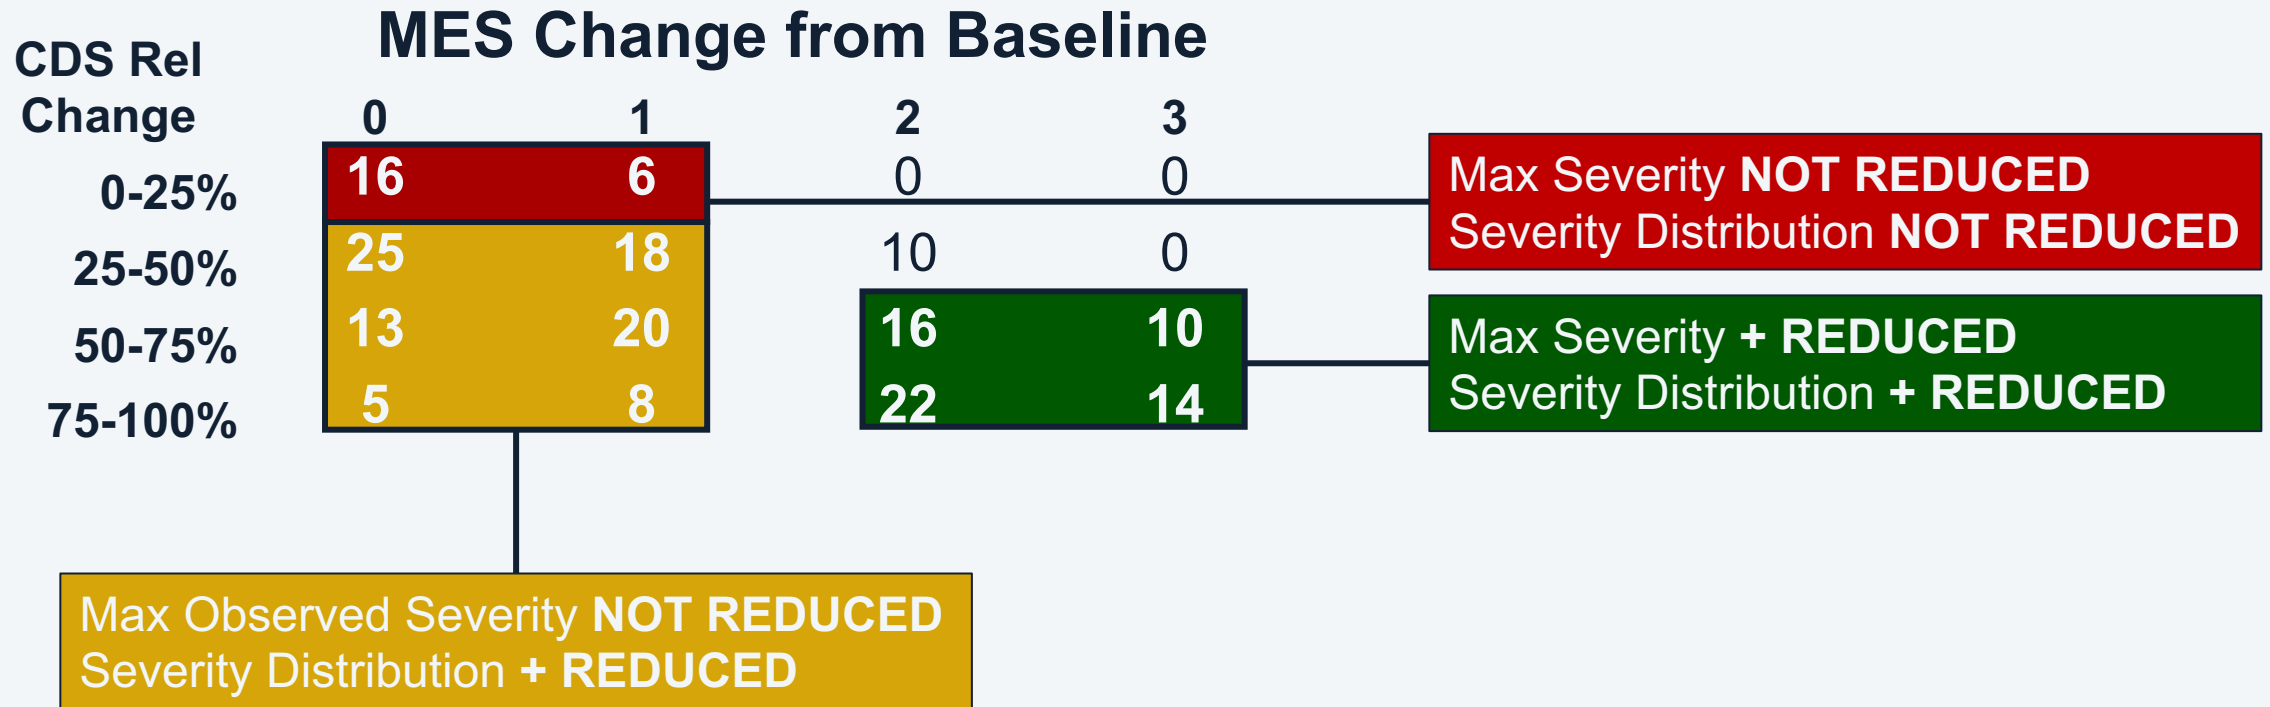 MES Change from Baseline
CDS Rel
Change
0 1 2 3
0-25% 16 6 0 0
25-50% 25 18 10 0
50-75% 13 20 16 10
75-100% 5 8 22 14
Max Severity NOT REDUCED
Severity Distribution NOT REDUCED
Max Severity + REDUCED
Severity Distribution + REDUCED
Max Observed Severity NOT REDUCED
Severity Distribution + REDUCED